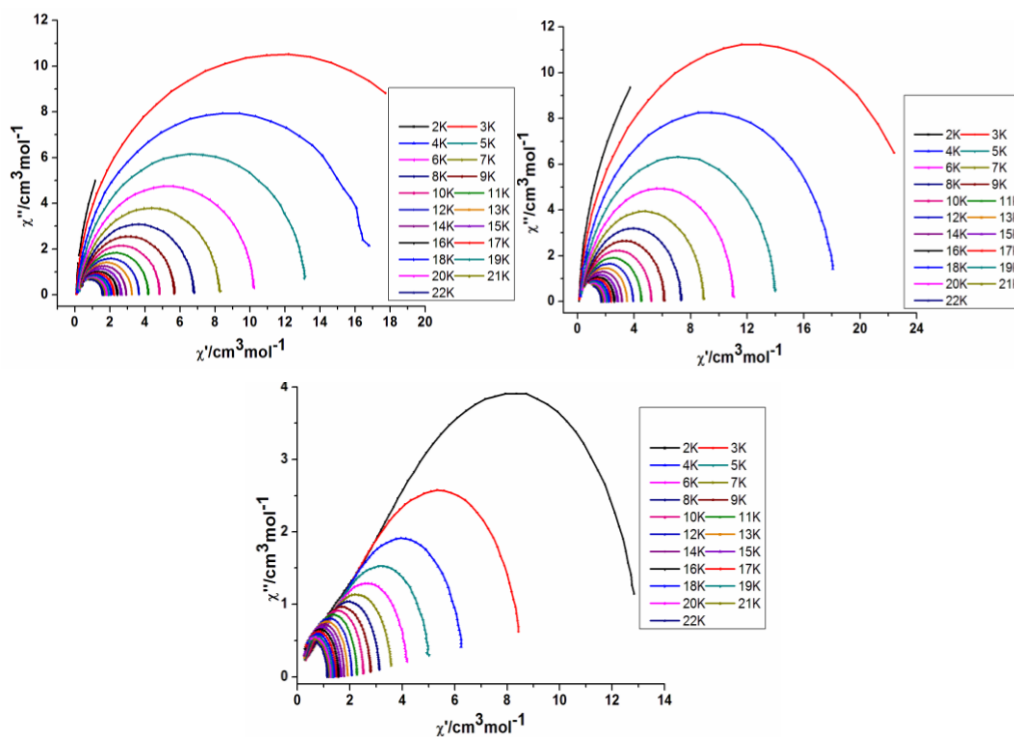 12
10
8
6
4
2
0
χ''/cm³mol⁻¹
2K 3K
4K 5K
6K 7K
8K 9K
10K 11K
12K 13K
14K 15K
16K 17K
18K 19K
20K 21K
22K
0 2 4 6 8 10 12 14 16 18 20
χ'/cm³mol⁻¹
12
10
8
6
4
2
0
χ''/cm³mol⁻¹
2K 3K
4K 5K
6K 7K
8K 9K
10K 11
12K 13
14K 15
16K 17
18K 19
20K 21
22K
0 4 8 12 16 20 24
χ'/cm³mol⁻¹
4
3
2
1
0
χ''/cm³mol⁻¹
2K 3K
4K 5K
6K 7K
8K 9K
10K 11K
12K 13K
14K 15K
16K 17K
18K 19K
20K 21K
22K
0 2 4 6 8 10 12 14
χ'/cm³mol⁻¹